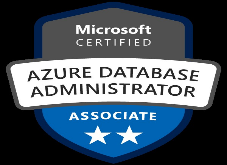 Microsoft
CERTIFIED
AZURE DATABASE
ADMINISTRATOR
ASSOCIATE